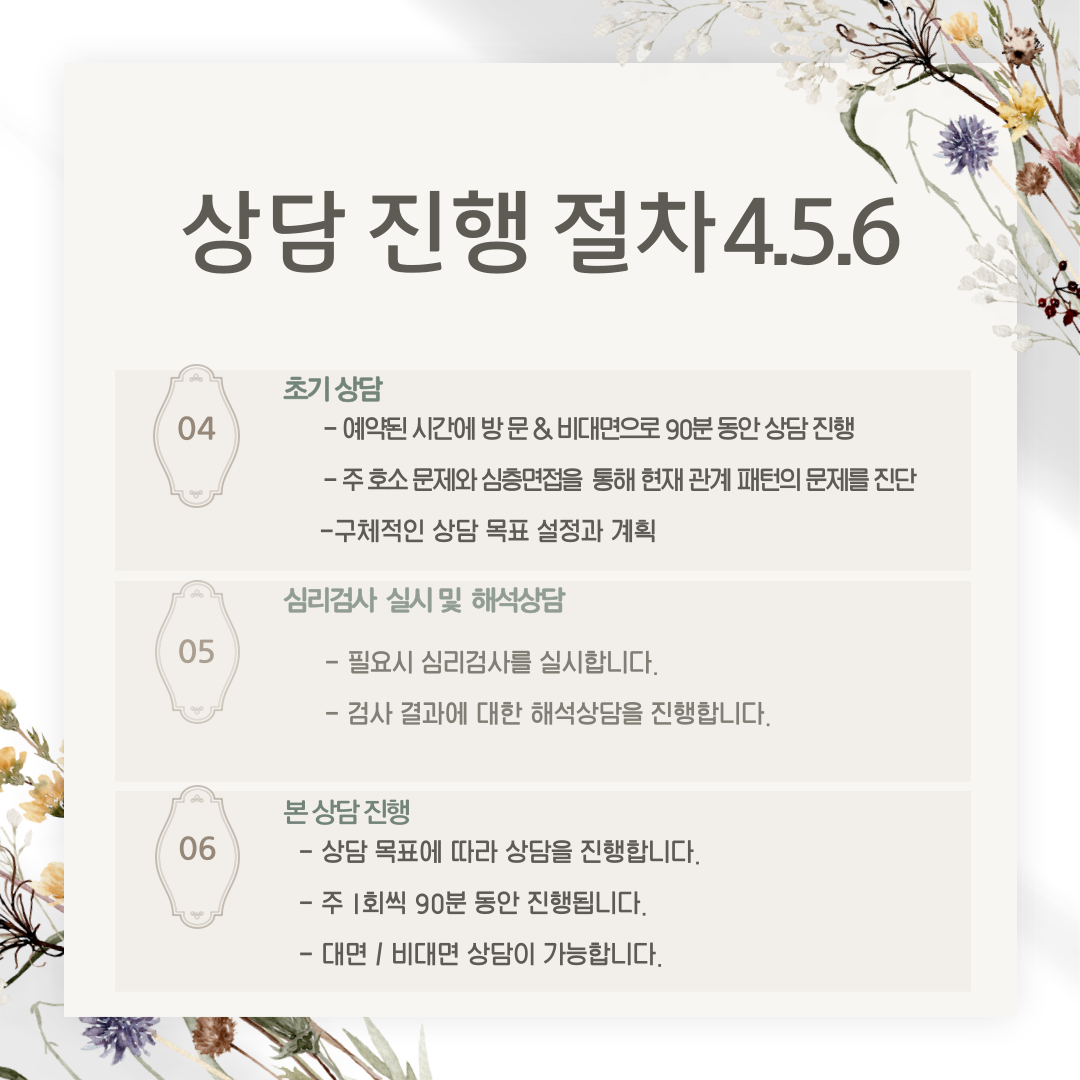 상담 진행 절차4.5.6
04
초기 상담
- 예약된 시간에 방 문 & 비대면으로 90분 동안 상담 진행
- 주 호소 문제와 심층면접을 통해 현재 관계 패턴의 문제를 진단
-구체적인 상담 목표 설정과 계획
05
심리검사 실시 및 해석상담
- 필요시 심리검사를 실시합니다.
- 검사 결과에 대한 해석상담을 진행합니다.
06
본 상담 진행
- 상담 목표에 따라 상담을 진행합니다.
- 주 1회씩 90분 동안 진행됩니다.
- 대면 / 비대면 상담이 가능합니다.